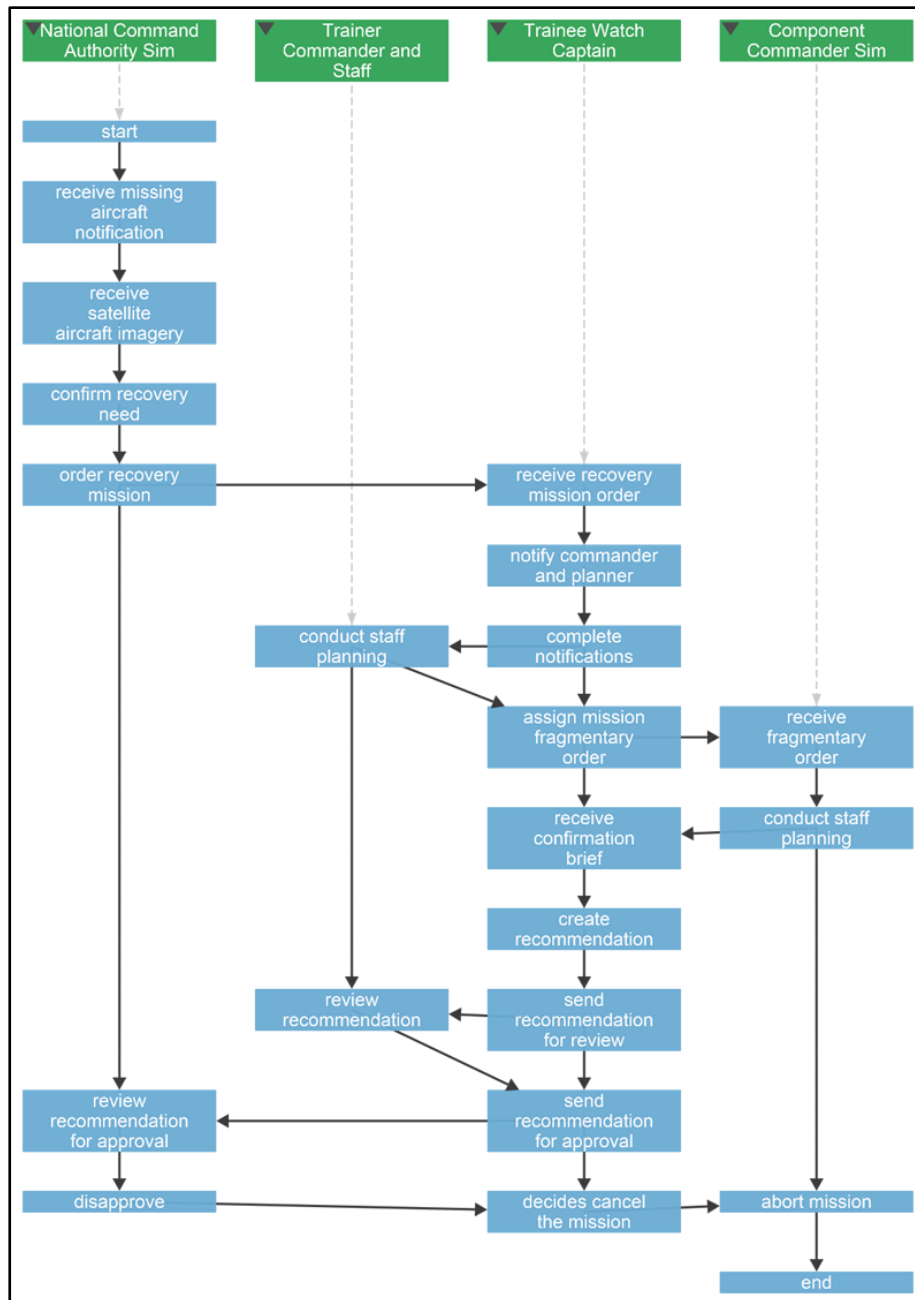 National Command
Authority Sim
Trainer
Commander and
Staff
Trainee Watch
Captain
Component
Commander Sim
start
receive missing
aircraft
notification
receive
satellite
aircraft imagery
confirm recovery
need
order recovery
mission
receive recovery
mission order
notify commander
and planner
conduct staff
planning
complete
notifications
assign mission
fragmentary
order
receive
fragmentary
order
receive
confirmation
brief
conduct staff
planning
create
recommendation
review
recommendation
send
recommendation
for review
review
recommendation
for approval
send
recommendation
for approval
disapprove
decides cancel
the mission
abort mission
end